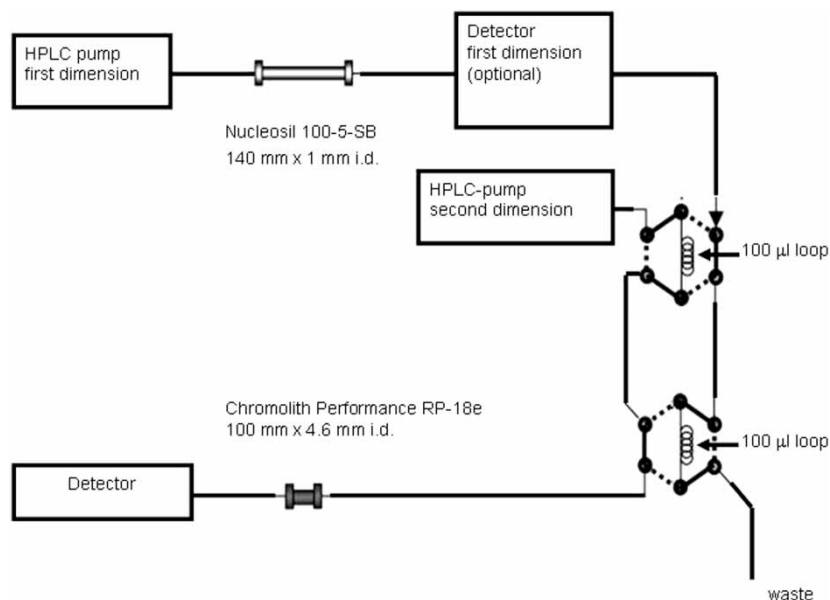 HPLC pump
first dimension
Detector
first dimension
(optional)
Nucleosil 100-5-SB
140 mm x 1 mm i.d.
HPLC-pump
second dimension
100 µl loop
Chromolith Performance RP-18e
100 mm x 4.6 mm i.d.
100 µl loop
Detector
waste